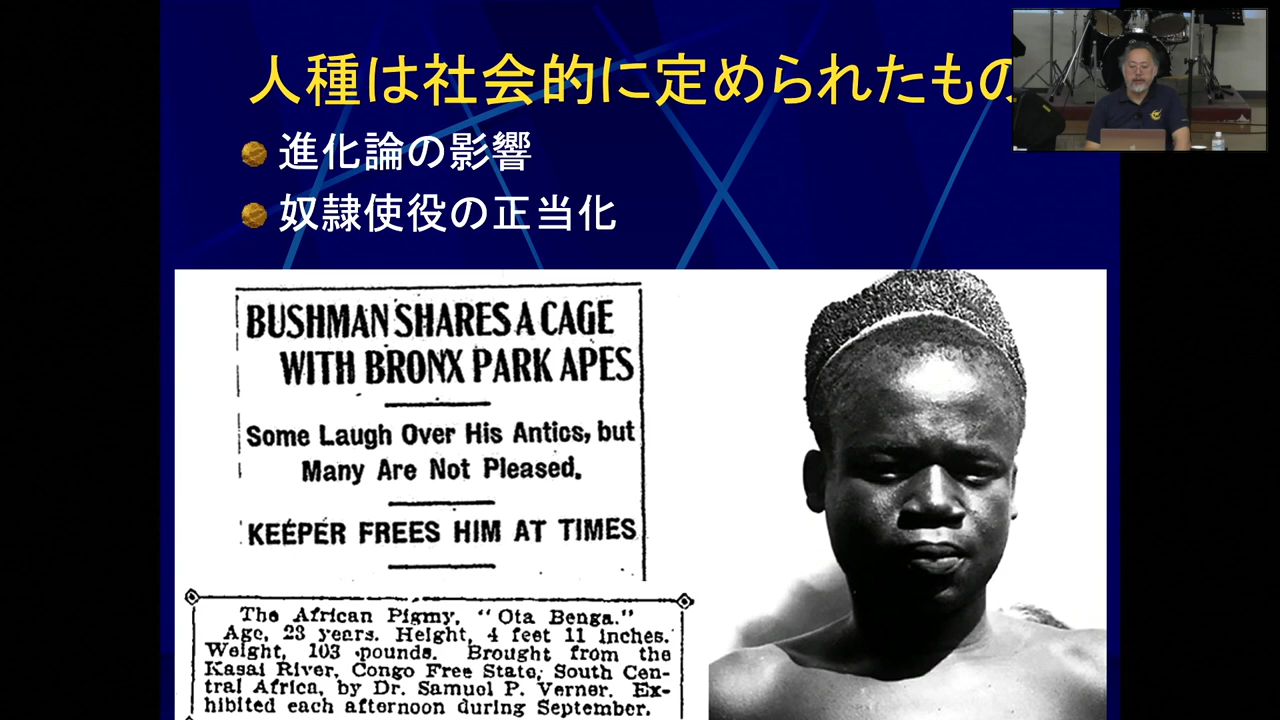 人種は社会的に定められたもの
進化論の影響
奴隷使役の正当化
BUSHMAN SHARES A CAGE
WITH BRONX PARK APES
Some Laugh Over His Antics, but
Many Are Not Pleased.
KEEPER FREES HIM AT TIMES
The African Pigmy, "Ota Benga."
Age, 23 years. Height, 4 feet 11 inches.
Weight, 103 pounds. Brought from the
Kasai River, Congo Free State, South Cen-
tral Africa, by Dr. Samuel P. Verner. Ex-
hibited each afternoon during September.